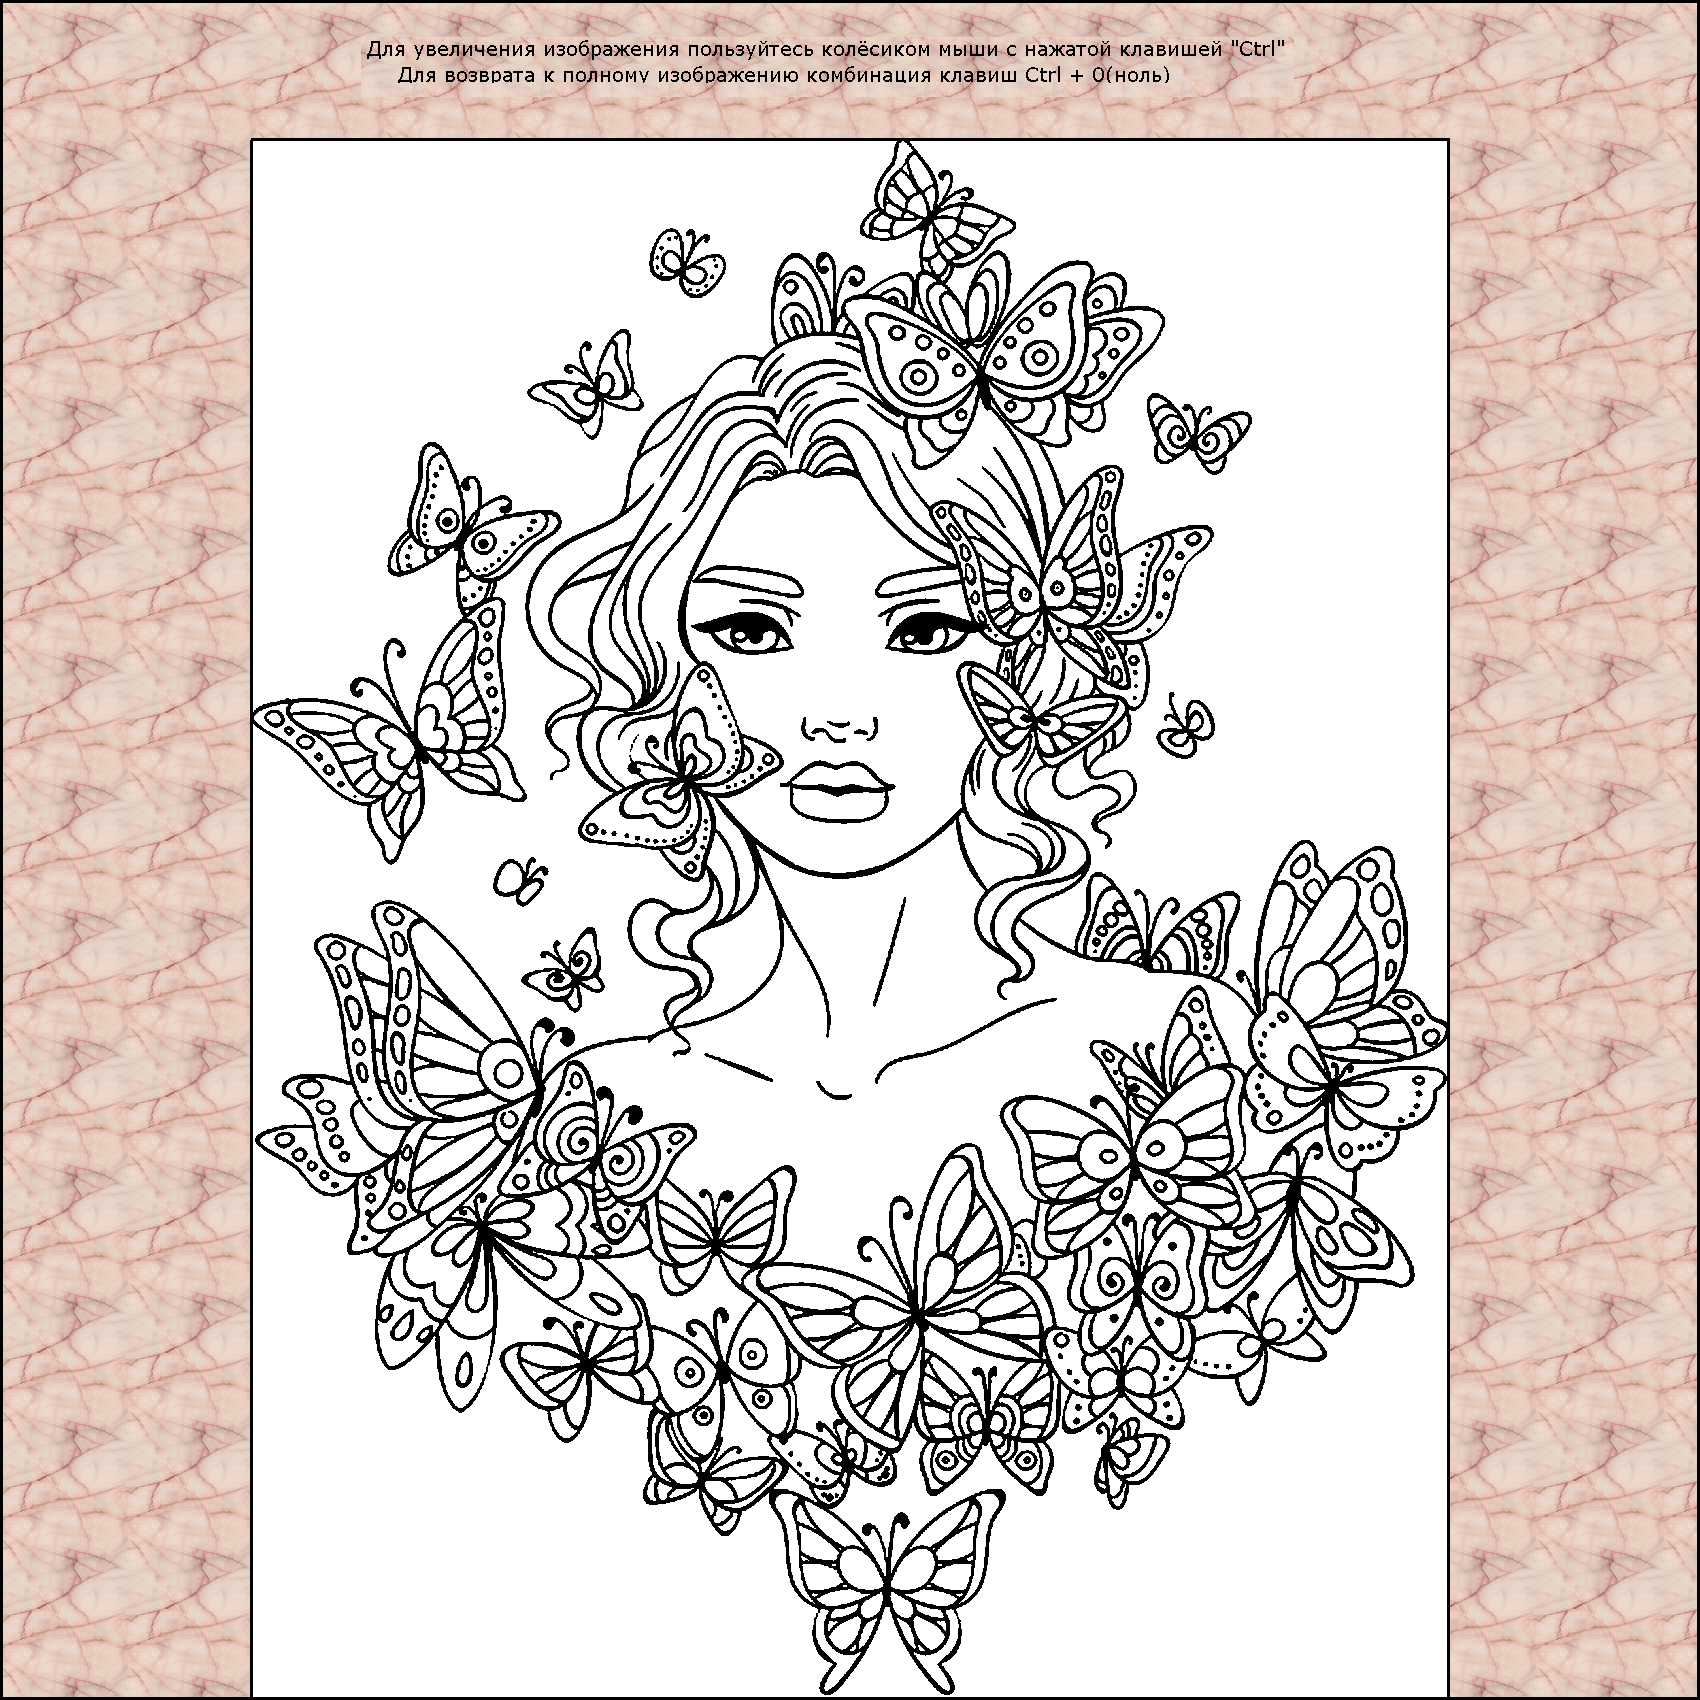 Для увеличения изображения пользуйтесь колёсиком мыши с нажатой клавишей "Ctrl"
Для возврата к полному изображению комбинация клавиш Ctrl + 0(ноль)